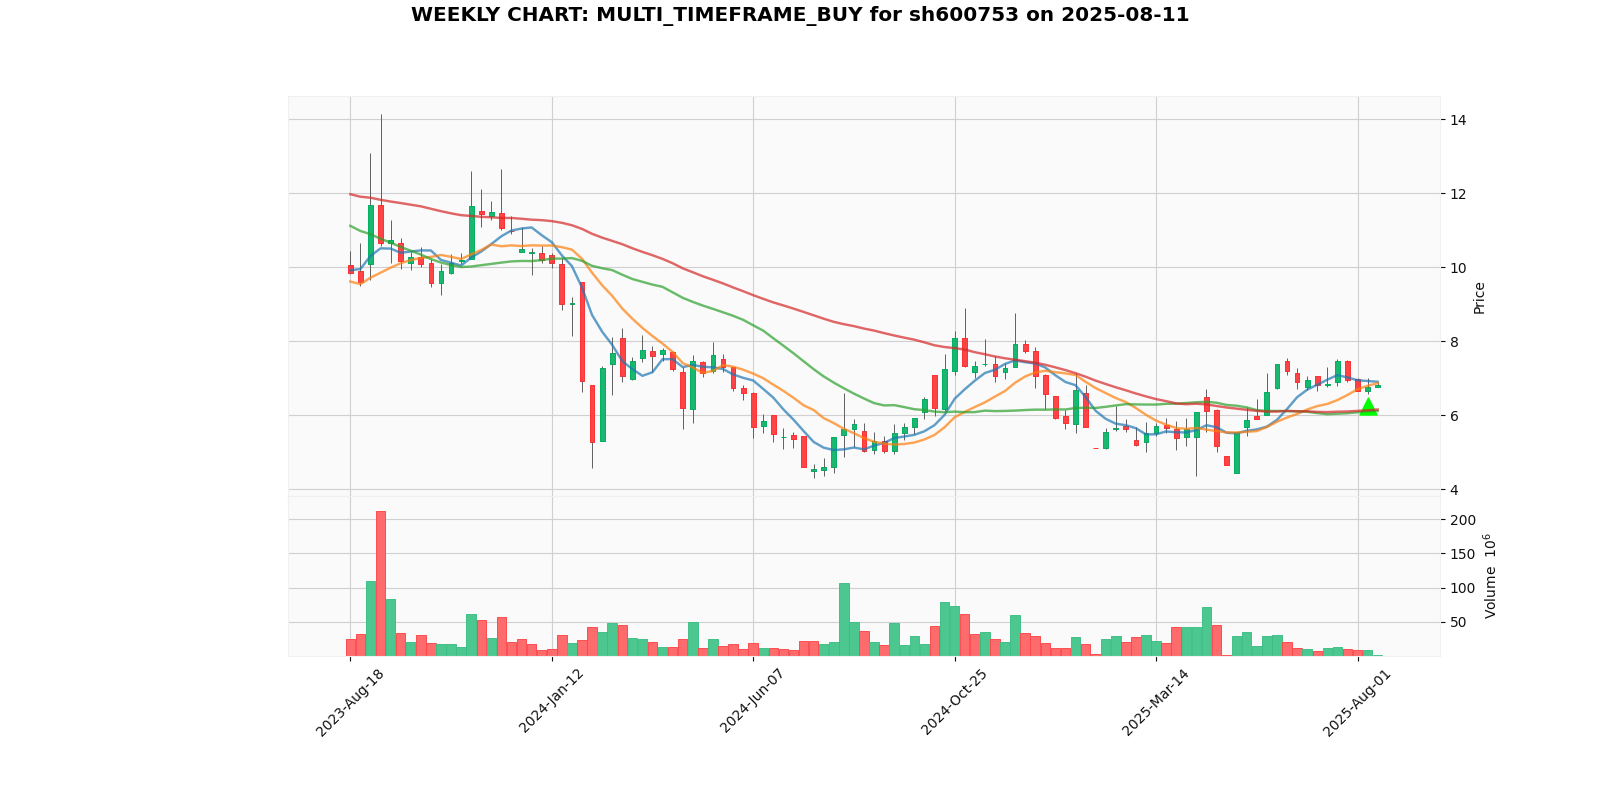 WEEKLY CHART: MULTI_TIMEFRAME_BUY for sh600753 on 2025-08-11
14
12
10
8
6
4
Price
200
150
100
50
Volume 10⁶
2023-Aug-18
2024-Jan-12
2024-Jun-07
2024-Oct-25
2025-Mar-14
2025-Aug-01